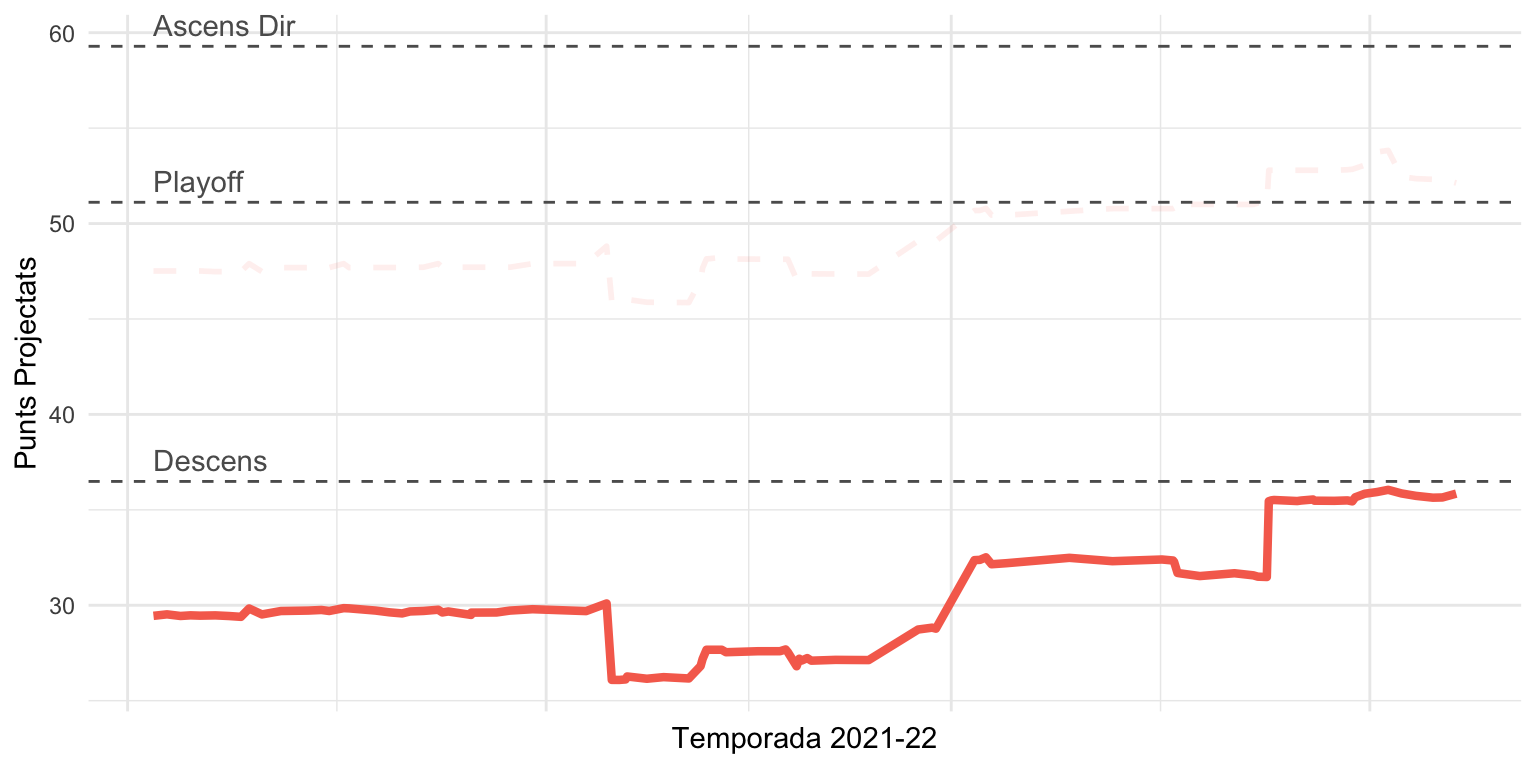 Ascens Dir
60
Playoff
50
40
Descens
30
Punts Projectats
Temporada 2021-22